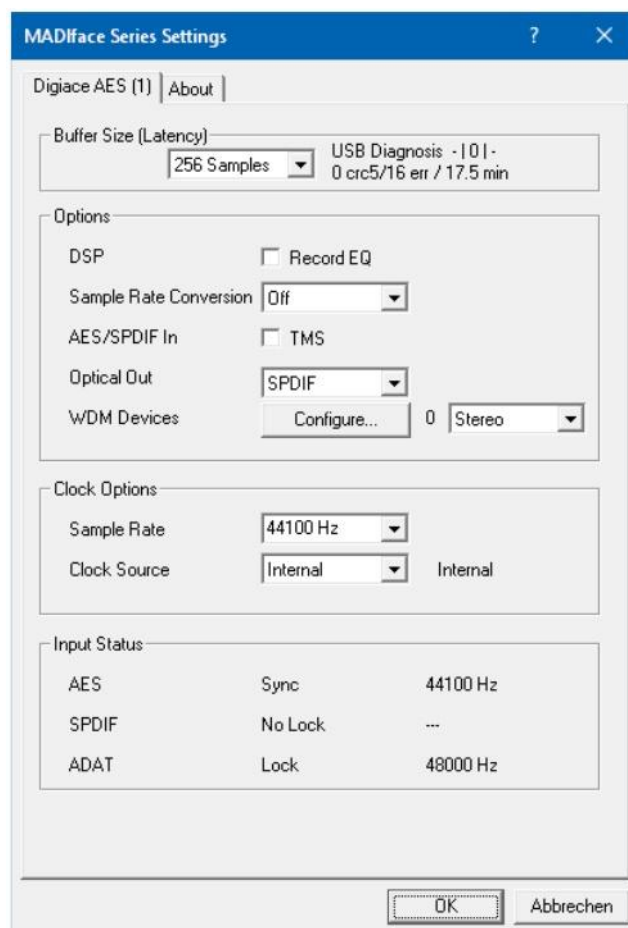 MADIface Series Settings ? ×
Digiace AES (1) About
Buffer Size (Latency)
256 Samples
USB Diagnosis - | 0 | -
0 crc5/16 err / 17.5 min
Options
DSP Record EQ
Sample Rate Conversion Off
AES/SPDIF In TMS
Optical Out SPDIF
WDM Devices Configure... 0 Stereo
Clock Options
Sample Rate 44100 Hz
Clock Source Internal Internal
Input Status
AES Sync 44100 Hz
SPDIF No Lock ---
ADAT Lock 48000 Hz
OK Abbrechen